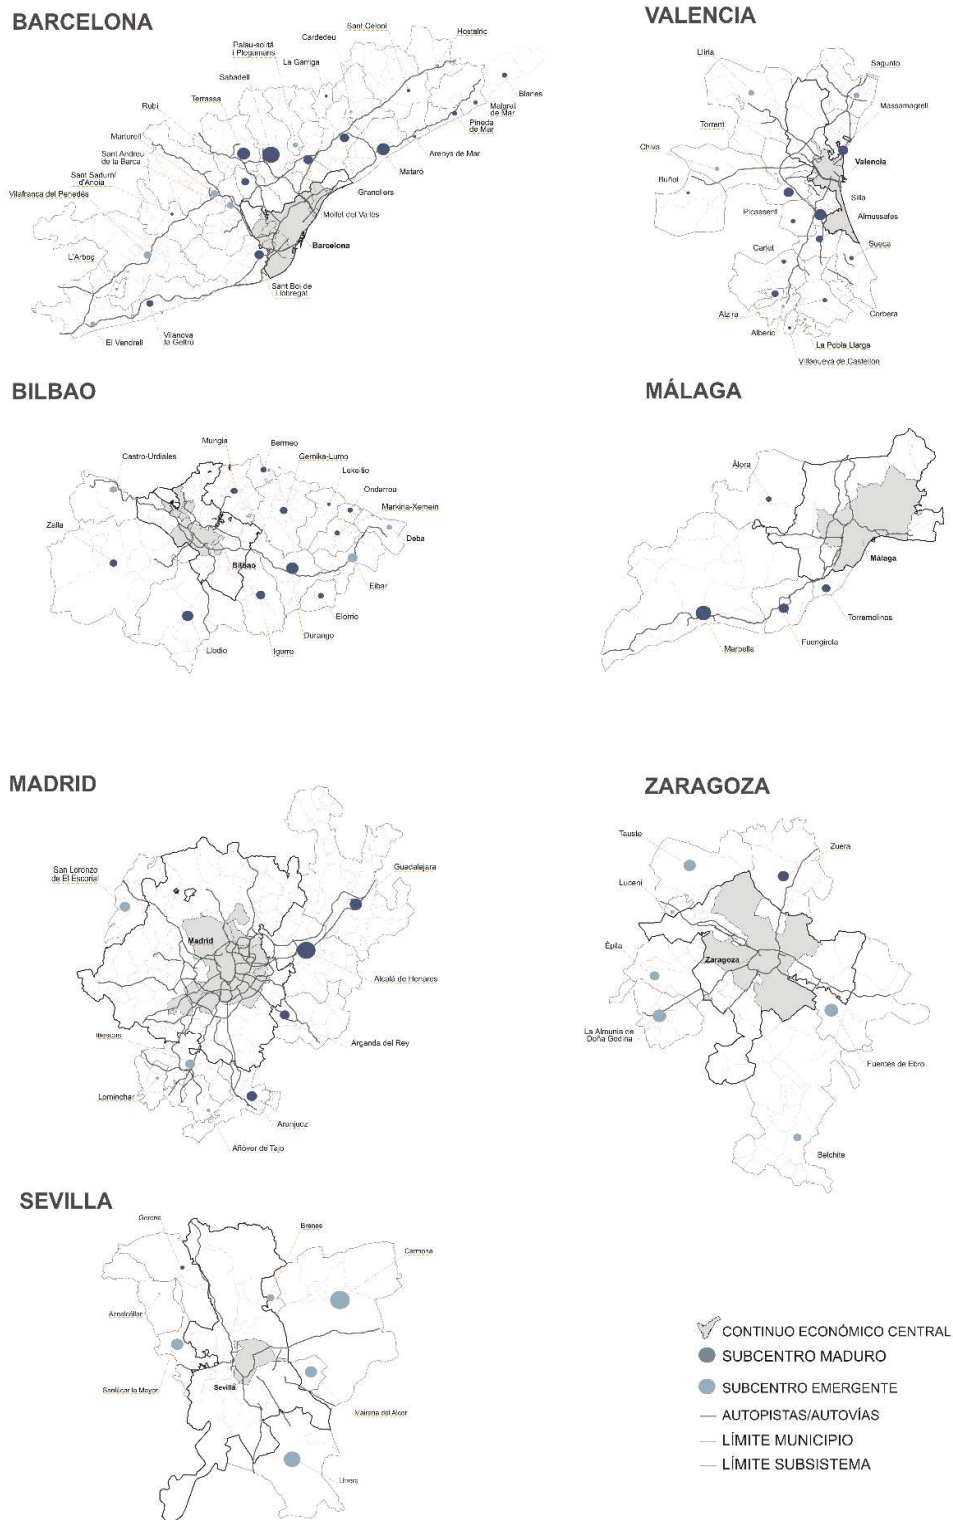 BARCELONA
Sant Celoni
Hostalric
Cardedeu
Palau-solità
i Plegamans
La Garriga
Sabadell
Terrassa
Rubí
Blanes
Malgrat
de Mar
Pineda
de Mar
Martorell
Sant Andreu
de la Barca
Arenys de Mar
Sant Sadurní
d'Anoia
Mataró
Vilafranca del Penedès
Granollers
Mollet del Vallès
Barcelona
L'Arboç
Sant Boi de
Llobregat
El Vendrell
Vilanova
la Geltrú
VALENCIA
Llíria
Sagunto
Massamagrell
Torrent
Chiva
Valencia
Buñol
Silla
Picassent
Almussafes
Carlet
Sueca
Alzira
Corbera
Alberic
La Pobla Llarga
Villanueva de Castellón
BILBAO
Mungia
Bermeo
Castro-Urdiales
Gernika-Lumo
Lekeitio
Ondarroa
Markina-Xemein
Zalla
Deba
Bilbao
Eibar
Elorrio
Durango
Llodio
Igorre
MÁLAGA
Álora
Málaga
Torremolinos
Fuengirola
Marbella
MADRID
San Lorenzo
de El Escorial
Guadalajara
Madrid
Alcalá de Henares
Illescas
Arganda del Rey
Lominchar
Aranjuez
Añover de Tajo
ZARAGOZA
Tauste
Zuera
Luceni
Épila
Zaragoza
La Almunia de
Doña Godina
Fuentes de Ebro
Belchite
SEVILLA
Gerena
Brenes
Carmona
Aznalcóllar
Sanlúcar la Mayor
Sevilla
Mairena del Alcor
Utrera
CONTINUO ECONÓMICO CENTRAL
SUBCENTRO MADURO
SUBCENTRO EMERGENTE
AUTOPISTAS/AUTOVÍAS
LÍMITE MUNICIPIO
LÍMITE SUBSISTEMA